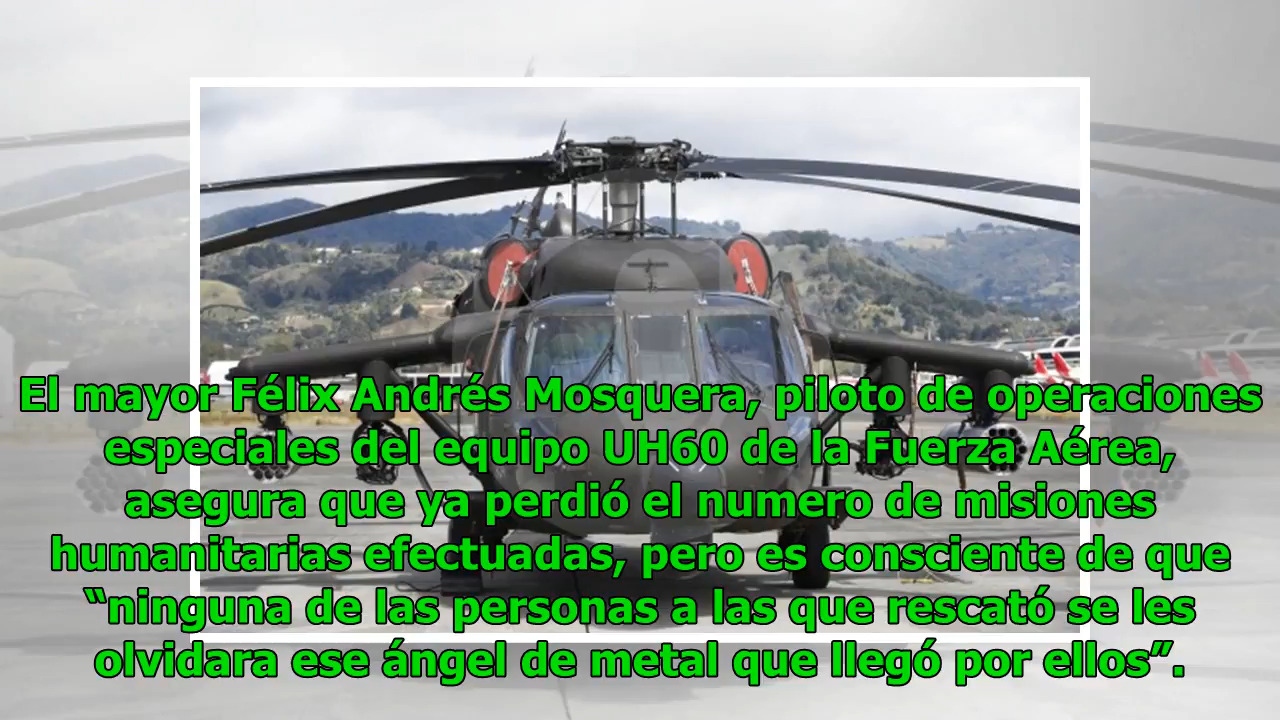 El mayor Félix Andrés Mosquera, piloto de operaciones
especiales del equipo UH60 de la Fuerza Aérea,
asegura que ya perdió el numero de misiones
humanitarias efectuadas, pero es consciente de que
“ninguna de las personas a las que rescató se les
olvidara ese ángel de metal que llegó por ellos”.